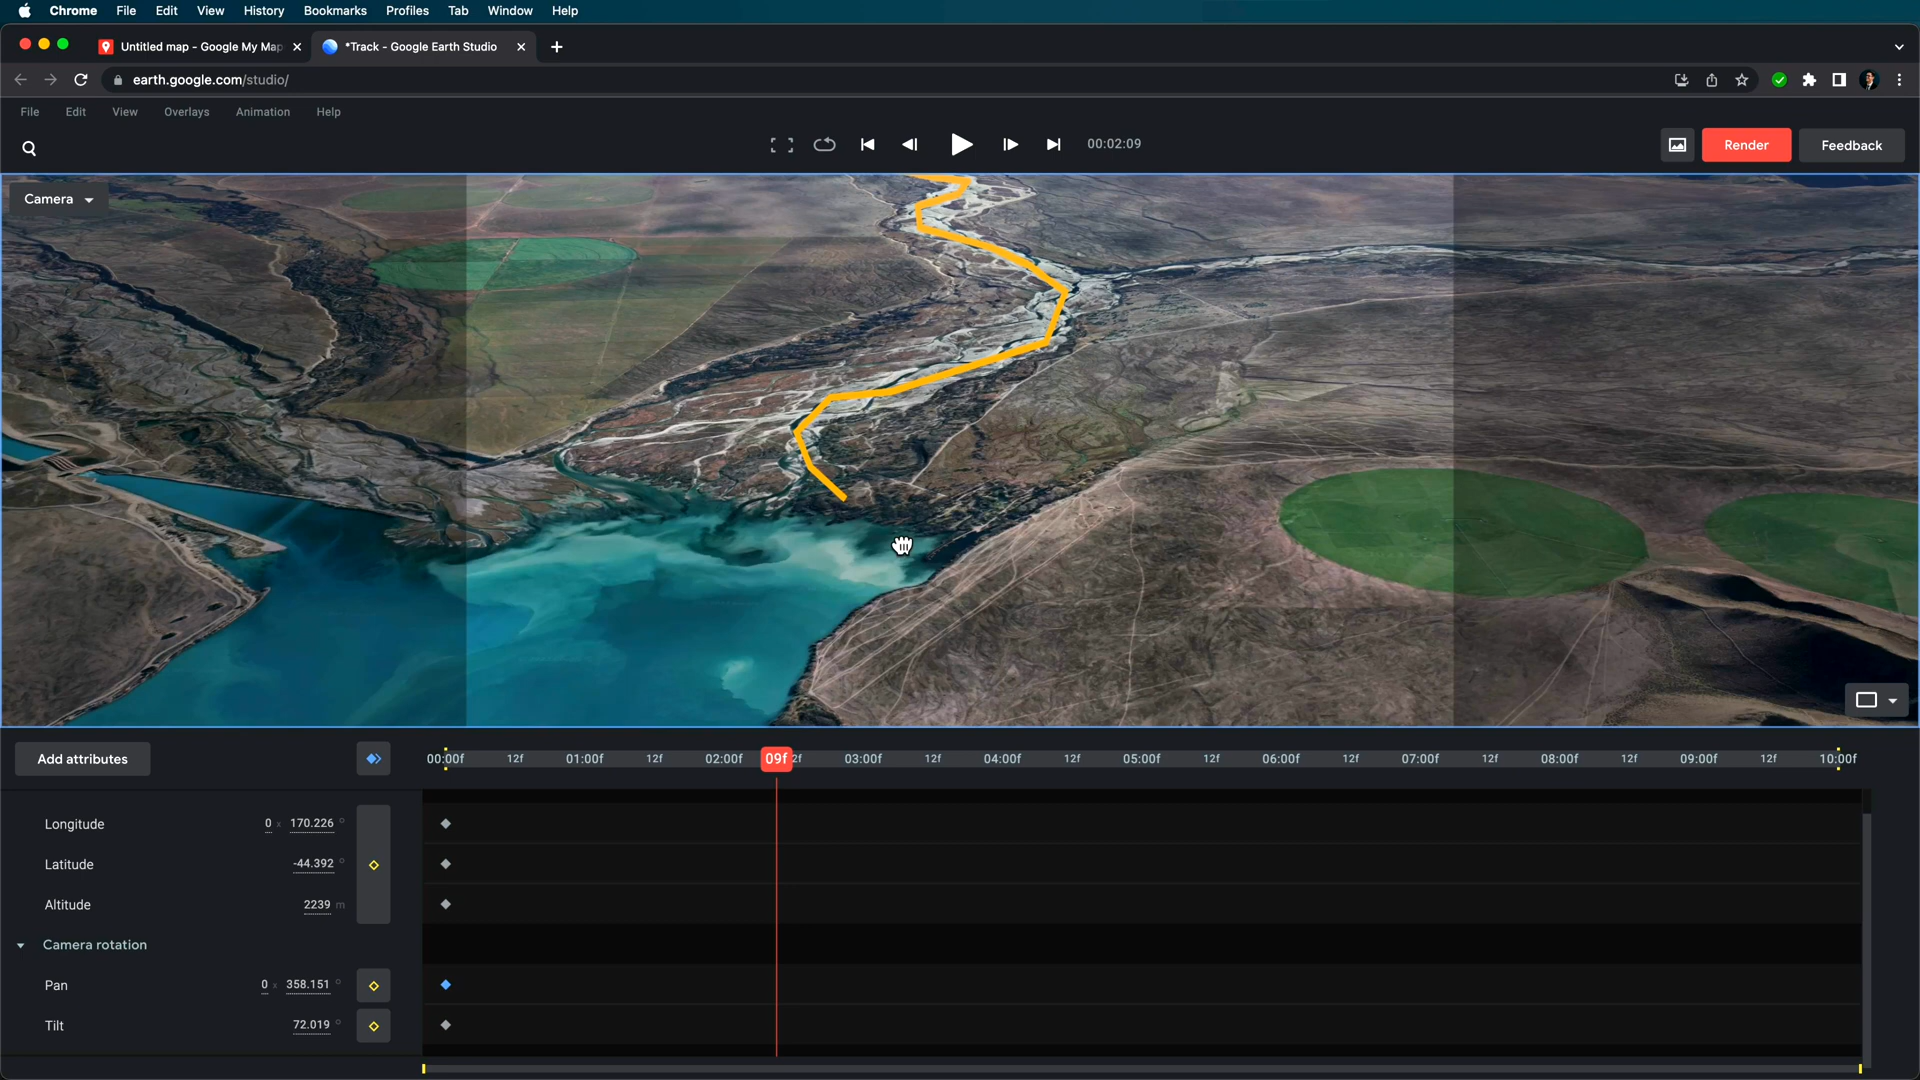 Chrome File Edit View History Bookmarks Profiles Tab Window Help
Untitled map - Google My Map
*Track - Google Earth Studio
earth.google.com/studio/
File Edit View Overlays Animation Help
00:02:09
Render
Feedback
Camera
Add attributes
00:00f 12f 01:00f 12f 02:00f 09f 2f 03:00f 12f 04:00f 12f 05:00f 12f 06:00f 12f 07:00f 12f 08:00f 12f 09:00f 12f 10:00f
Longitude 0 x 170.226 °
Latitude -44.392 °
Altitude 2239 m
Camera rotation
Pan 0 x 358.151 °
Tilt 72.019 °